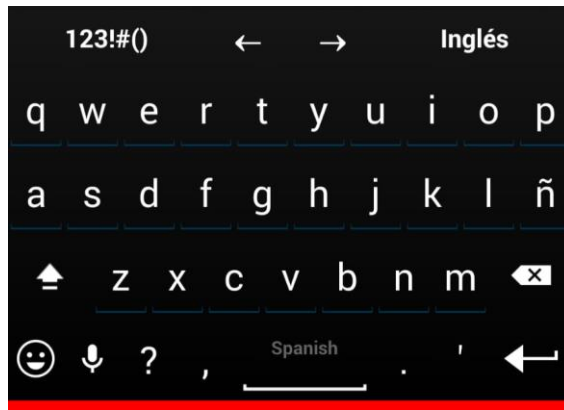 123!#() ← → Inglés
q w e r t y u i o p
a s d f g h j k l ñ
z x c v b n m
? , Spanish . '